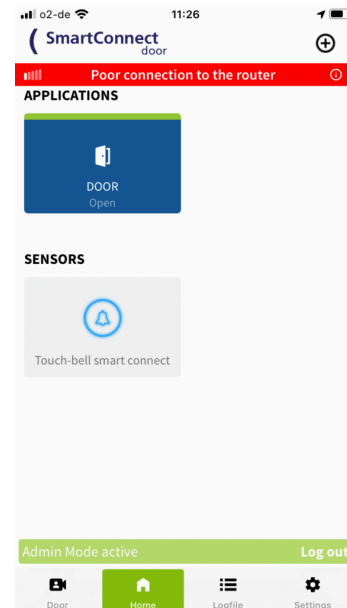 o2-de 11:26
SmartConnect
door
Poor connection to the router
APPLICATIONS
DOOR
Open
SENSORS
Touch-bell smart connect
Admin Mode active Log out
Door Home Logfile Settings